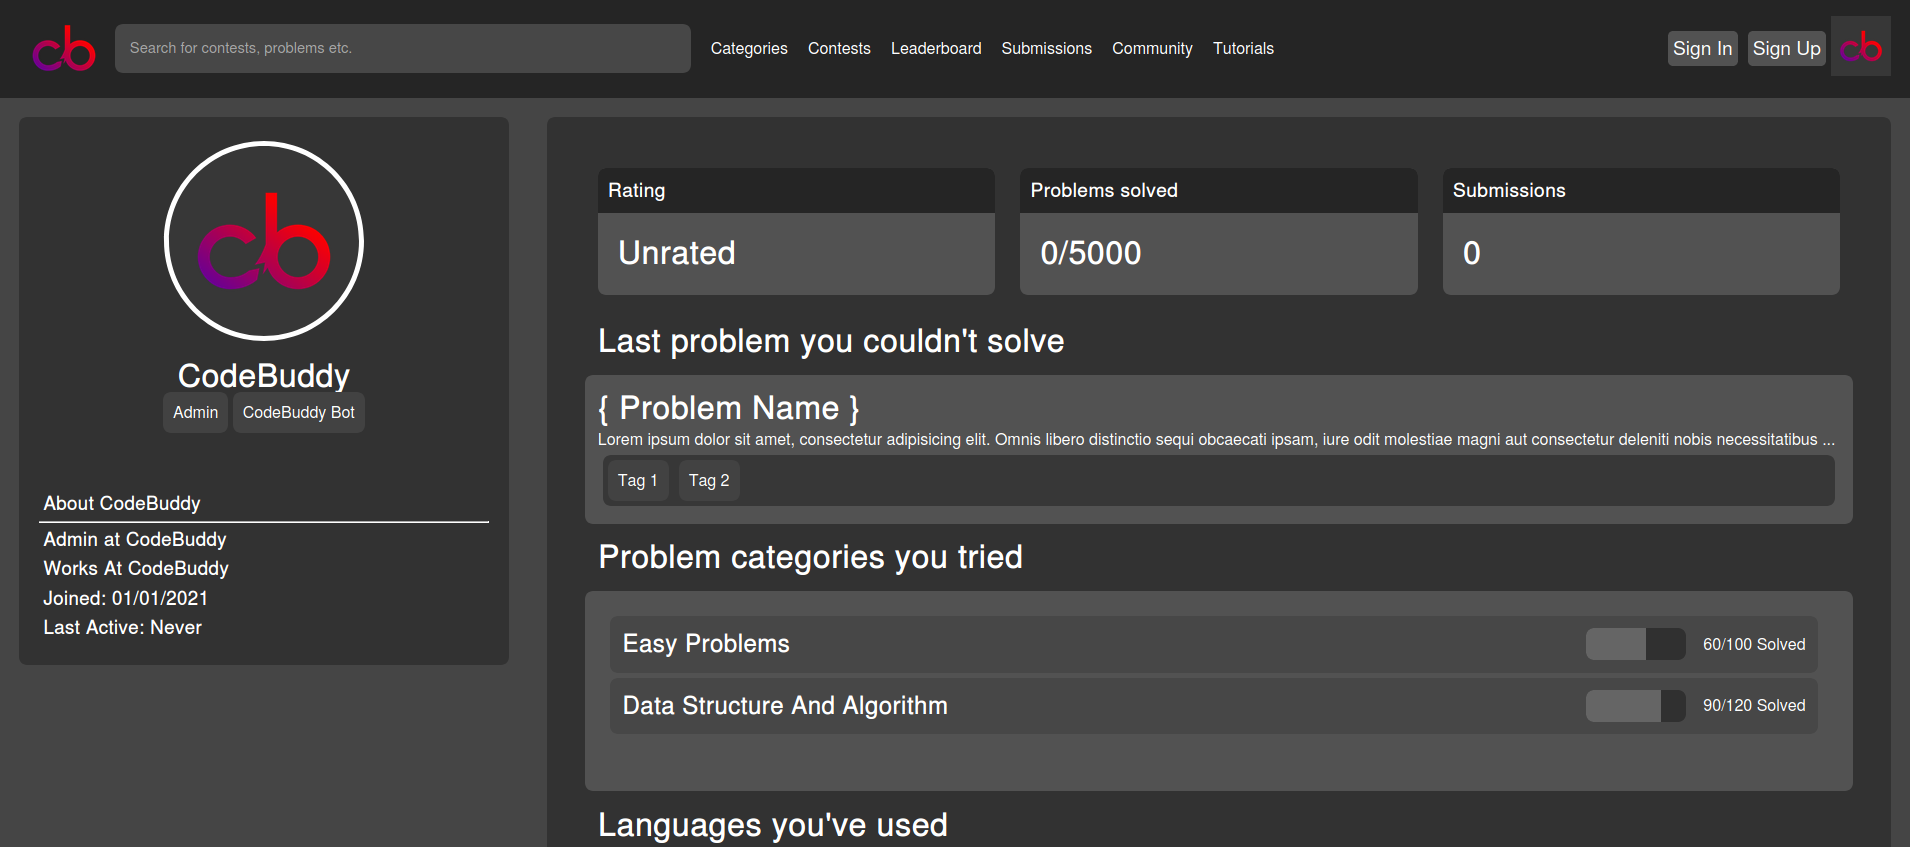 cb
Search for contests, problems etc.
Categories Contests Leaderboard Submissions Community Tutorials
Sign In Sign Up cb
cb
CodeBuddy
Admin CodeBuddy Bot
About CodeBuddy
Admin at CodeBuddy
Works At CodeBuddy
Joined: 01/01/2021
Last Active: Never
Rating
Unrated
Problems solved
0/5000
Submissions
0
Last problem you couldn't solve
{ Problem Name }
Lorem ipsum dolor sit amet, consectetur adipisicing elit. Omnis libero distinctio sequi obcaecati ipsam, iure odit molestiae magni aut consectetur deleniti nobis necessitatibus ...
Tag 1 Tag 2
Problem categories you tried
Easy Problems 60/100 Solved
Data Structure And Algorithm 90/120 Solved
Languages you've used